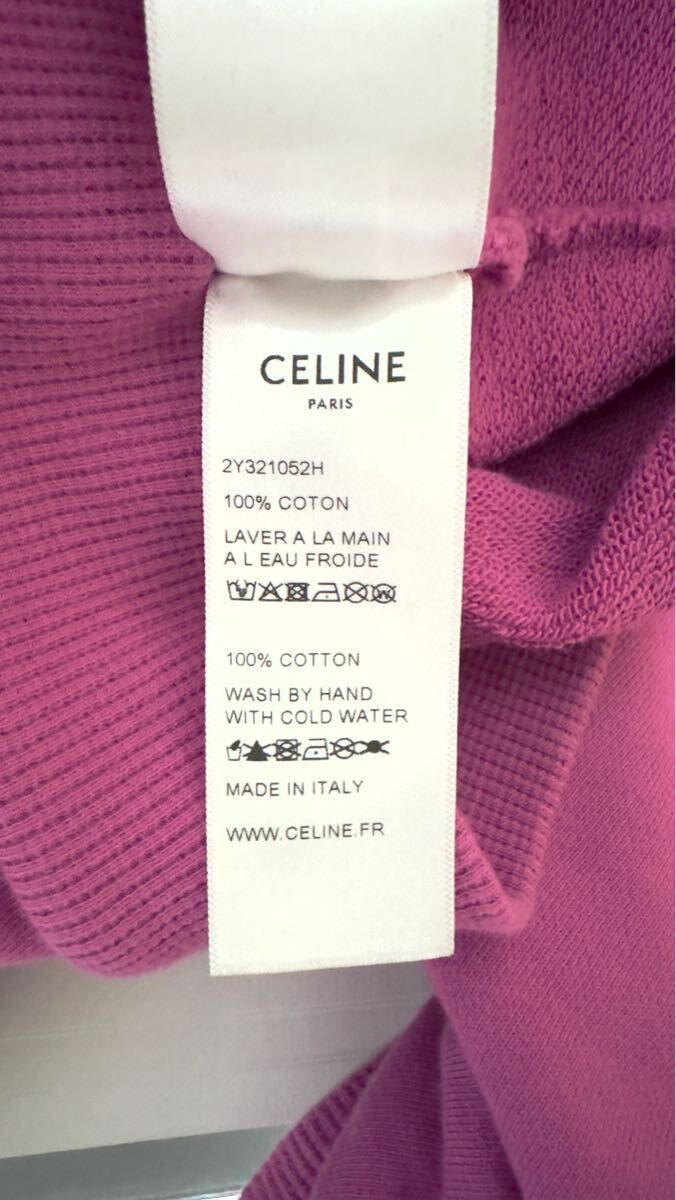 CELINE
PARIS
2Y321052H
100% COTON
LAVER A LA MAIN
A L EAU FROIDE
100% COTTON
WASH BY HAND
WITH COLD WATER
MADE IN ITALY
WWW.CELINE.FR